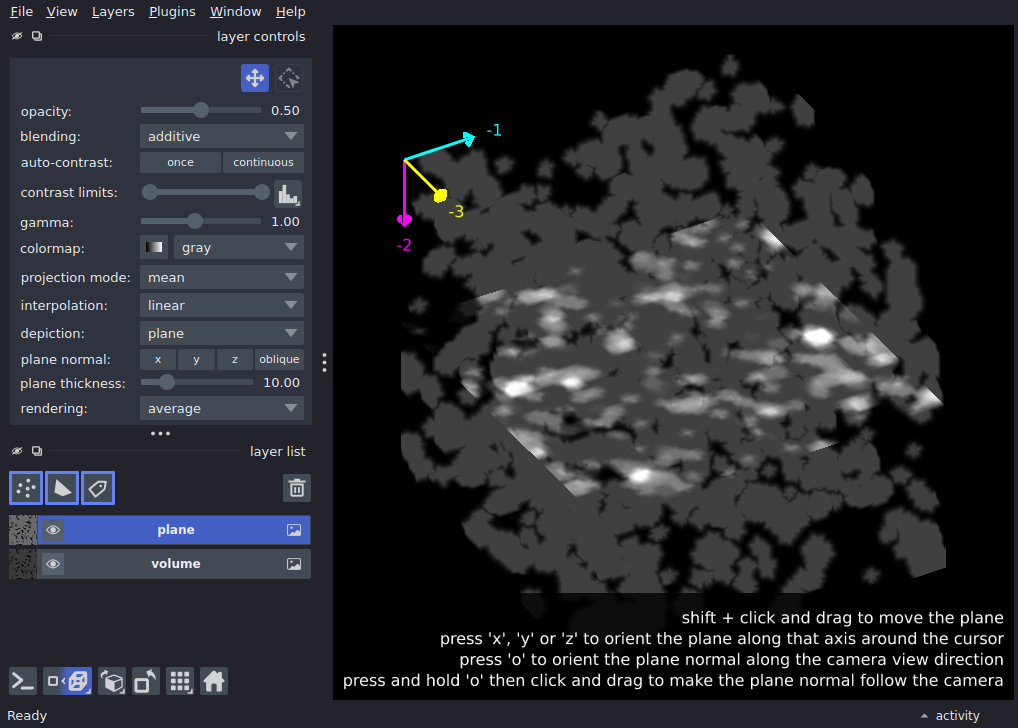 File View Layers Plugins Window Help
layer controls
opacity: 0.50
blending: additive
auto-contrast: once continuous
contrast limits:
gamma: 1.00
colormap: gray
projection mode: mean
interpolation: linear
depiction: plane
plane normal: x y z oblique
plane thickness: 10.00
rendering: average
layer list
plane
volume
Ready
-1
-3
-2
shift + click and drag to move the plane
press 'x', 'y' or 'z' to orient the plane along that axis around the cursor
press 'o' to orient the plane normal along the camera view direction
press and hold 'o' then click and drag to make the plane normal follow the camera
activity